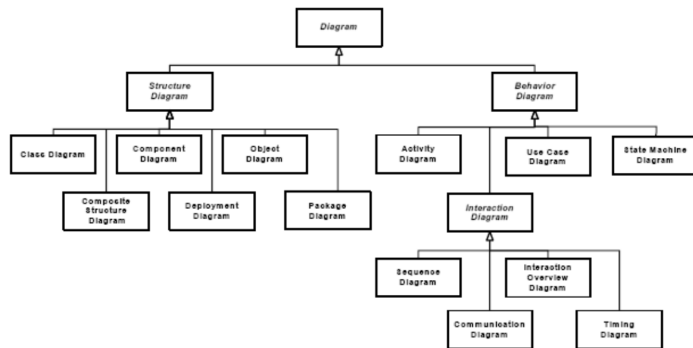 Diagram
Structure
Diagram
Behavior
Diagram
Class Diagram
Component
Diagram
Object
Diagram
Activity
Diagram
Use Case
Diagram
State Machine
Diagram
Composite
Structure
Diagram
Deployment
Diagram
Package
Diagram
Interaction
Diagram
Sequence
Diagram
Interaction
Overview
Diagram
Communication
Diagram
Timing
Diagram